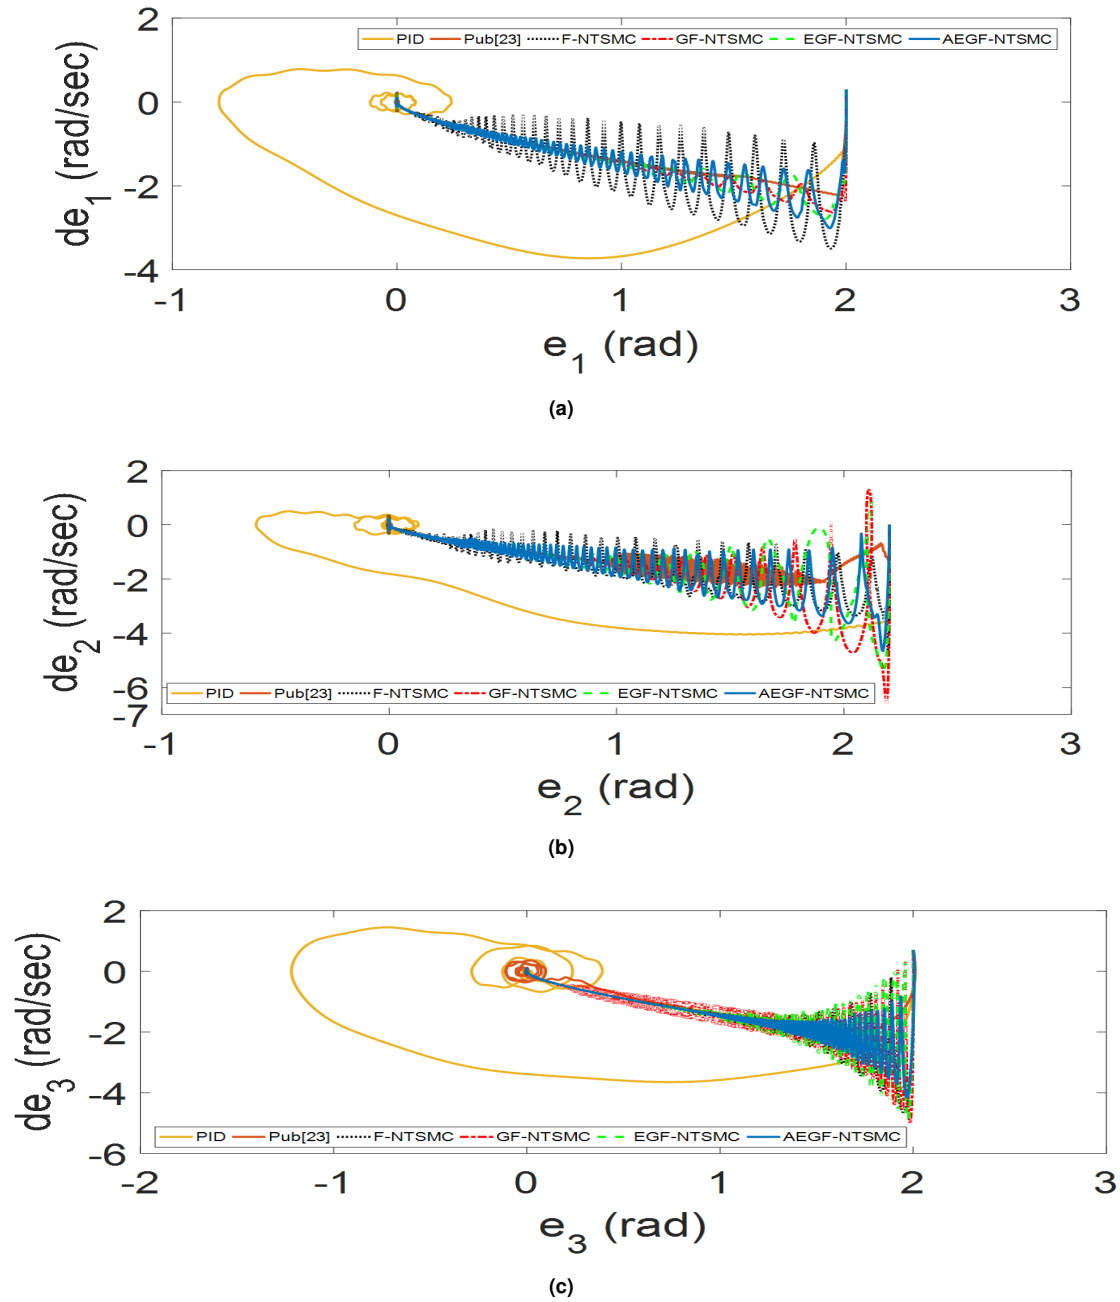 2
PID Pub[23] F-NTSMC GF-NTSMC EGF-NTSMC AEGF-NTSMC
0
-2
-4
de1 (rad/sec)
-1 0 1 2 3
e1 (rad)
(a)
2
0
-2
-4
-6
-7
de2 (rad/sec)
PID Pub[23] F-NTSMC GF-NTSMC EGF-NTSMC AEGF-NTSMC
-1 0 1 2 3
e2 (rad)
(b)
2
0
-2
-4
-6
de3 (rad/sec)
PID Pub[23] F-NTSMC GF-NTSMC EGF-NTSMC AEGF-NTSMC
-2 -1 0 1 2 3
e3 (rad)
(c)